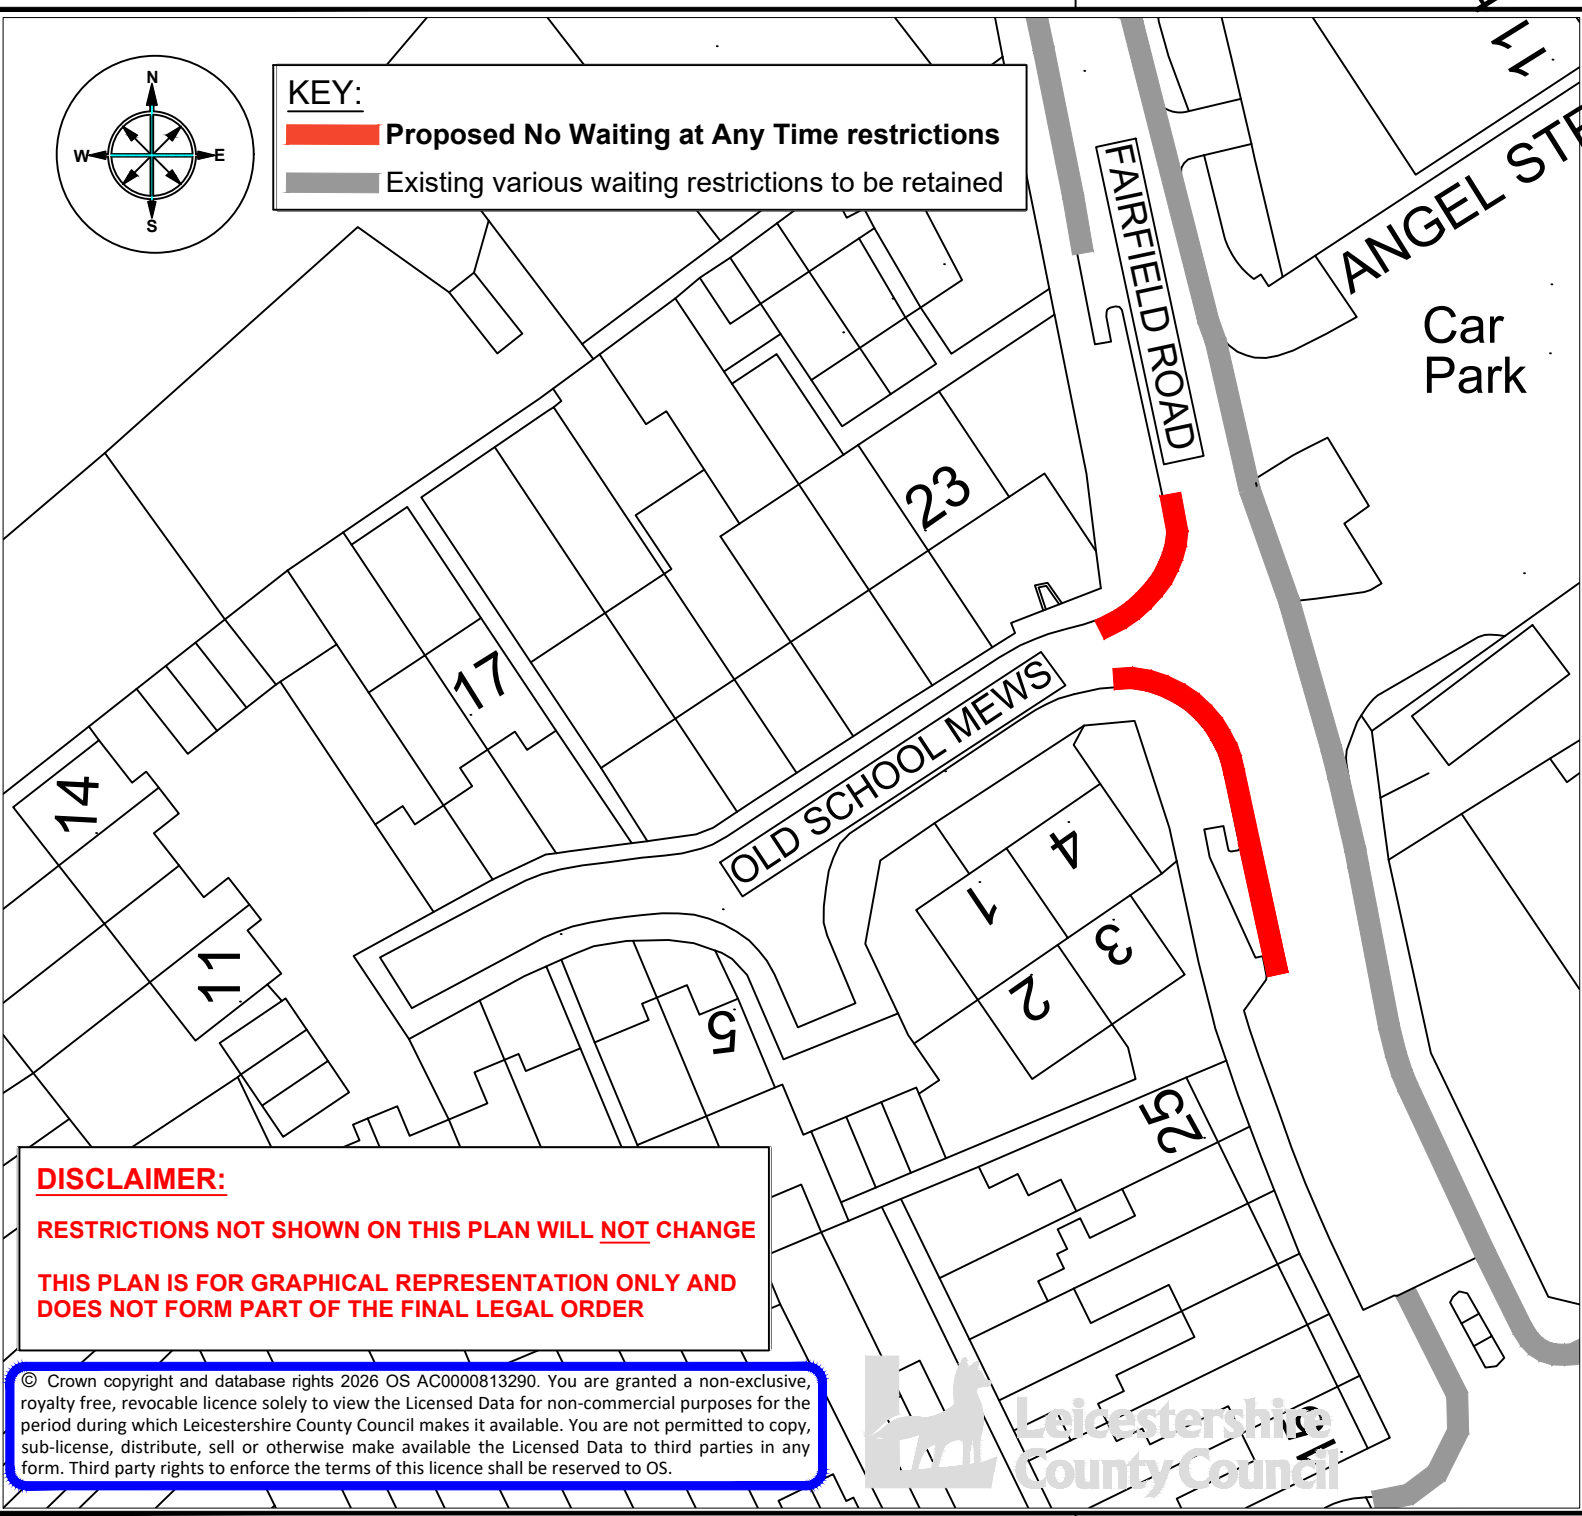 N
W
E
S
KEY:
Proposed No Waiting at Any Time restrictions
Existing various waiting restrictions to be retained
11
ANGEL STR
FAIRFIELD ROAD
Car
Park
23
17
OLD SCHOOL MEWS
14
4
1
3
11
2
5
25
DISCLAIMER:
RESTRICTIONS NOT SHOWN ON THIS PLAN WILL NOT CHANGE
THIS PLAN IS FOR GRAPHICAL REPRESENTATION ONLY AND
DOES NOT FORM PART OF THE FINAL LEGAL ORDER
© Crown copyright and database rights 2026 OS AC0000813290. You are granted a non-exclusive,
royalty free, revocable licence solely to view the Licensed Data for non-commercial purposes for the
period during which Leicestershire County Council makes it available. You are not permitted to copy,
sub-license, distribute, sell or otherwise make available the Licensed Data to third parties in any
form. Third party rights to enforce the terms of this licence shall be reserved to OS.
Leicestershire
County Council